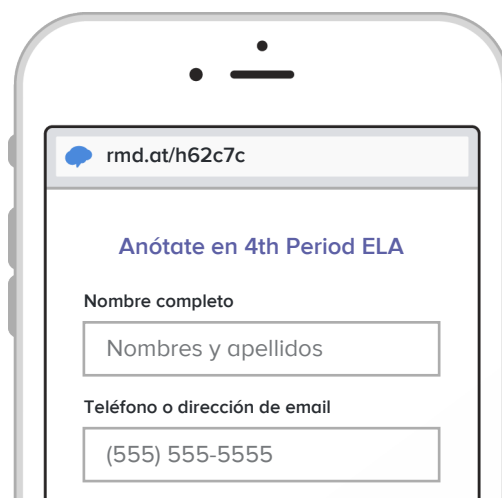 rmd.at/h62c7c
Anótate en 4th Period ELA
Nombre completo
Nombres y apellidos
Teléfono o dirección de email
(555) 555-5555